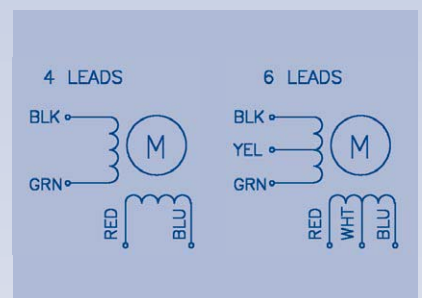 4 LEADS
BLK
M
GRN
RED
BLU
6 LEADS
BLK
YEL
M
GRN
RED
WHT
BLU